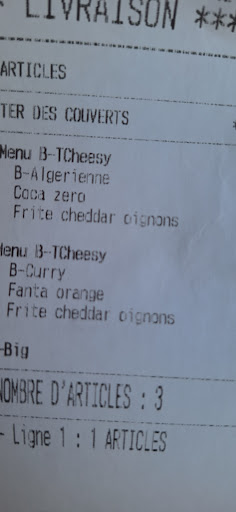 LIVRAISON ***
ARTICLES
TER DES COUVERTS
Menu B-TCheesy
B-Algerienne
Coca zero
Frite cheddar oignons
Menu B-TCheesy
B-Curry
Fanta orange
Frite cheddar oignons
-Big
NOMBRE D'ARTICLES : 3
- Ligne 1 : 1 ARTICLES